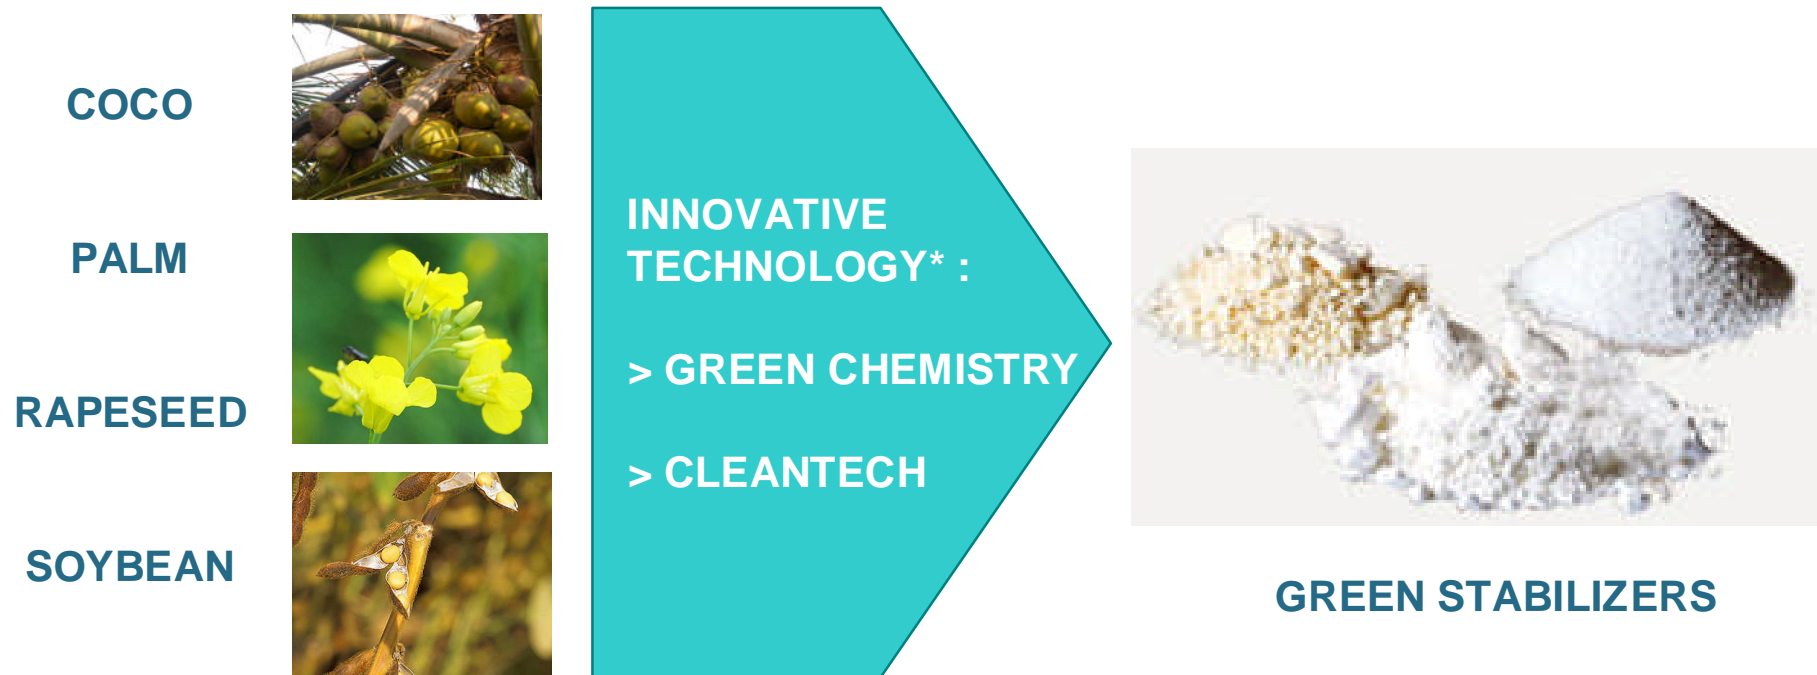 COCO
PALM
RAPESEED
SOYBEAN
INNOVATIVE
TECHNOLOGY* :
> GREEN CHEMISTRY
> CLEANTECH
GREEN STABILIZERS